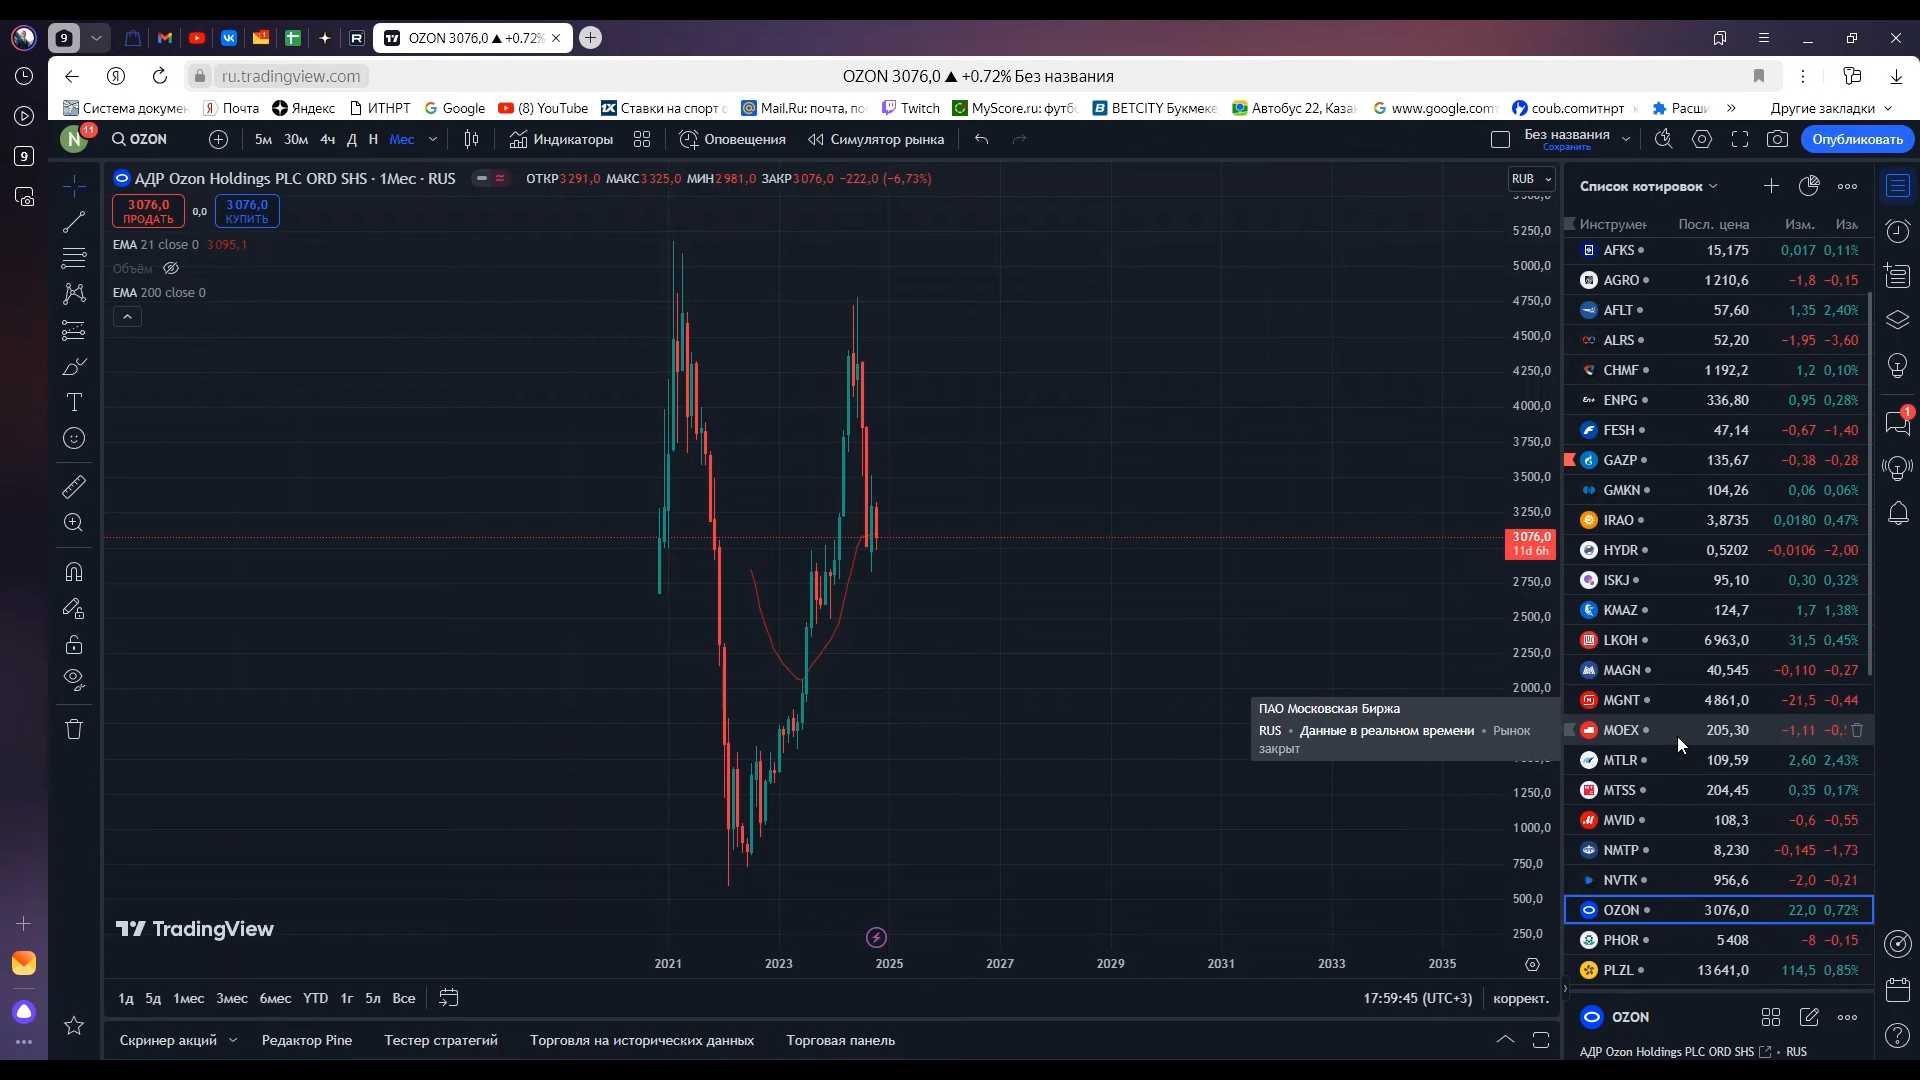 9
OZON 3076,0 ▲ +0.72%
ru.tradingview.com
OZON 3076,0 ▲ +0.72% Без названия
Система докумен
Почта
Яндекс
ИТНРТ
Google
(8) YouTube
Ставки на спорт
Mail.Ru: почта, по
Twitch
MyScore.ru: футб
BETCITY Букмеке
Автобус 22, Каза
www.google.com
coub.comитнрт
Расши
»
Другие закладки
N
11
OZON
5м
30м
4ч
Д
Н
Мес
Индикаторы
Оповещения
Симулятор рынка
Без названия
Сохранить
Опубликовать
9
АДР Ozon Holdings PLC ORD SHS · 1Мес · RUS
ОТКР3291,0 МАКС3325,0 МИН2981,0 ЗАКР3076,0 −222,0 (−6,73%)
3076,0
ПРОДАТЬ
0,0
3076,0
КУПИТЬ
EMA 21 close 0 3095,1
Объём
EMA 200 close 0
RUB
5250,0
5000,0
4750,0
4500,0
4250,0
4000,0
3750,0
3500,0
3250,0
3076,0
11d 6h
2750,0
2500,0
2250,0
2000,0
1250,0
1000,0
750,0
500,0
250,0
ПАО Московская Биржа
RUS • Данные в реальном времени • Рынок
закрыт
TradingView
2021
2023
2025
2027
2029
2031
2033
2035
1д
5д
1мес
3мес
6мес
YTD
1г
5л
Все
17:59:45 (UTC+3)
коррект.
Скринер акций
Редактор Pine
Тестер стратегий
Торговля на исторических данных
Торговая панель
Список котировок
Инструмен Посл. цена Изм. Изм
AFKS 15,175 0,017 0,11%
AGRO 1210,6 −1,8 −0,15
AFLT 57,60 1,35 2,40%
ALRS 52,20 −1,95 −3,60
CHMF 1192,2 1,2 0,10%
ENPG 336,80 0,95 0,28%
FESH 47,14 −0,67 −1,40
GAZP 135,67 −0,38 −0,28
GMKN 104,26 0,06 0,06%
IRAO 3,8735 0,0180 0,47%
HYDR 0,5202 −0,0106 −2,00
ISKJ 95,10 0,30 0,32%
KMAZ 124,7 1,7 1,38%
LKOH 6963,0 31,5 0,45%
MAGN 40,545 −0,110 −0,27
MGNT 4861,0 −21,5 −0,44
MOEX 205,30 −1,11
MTLR 109,59 2,60 2,43%
MTSS 204,45 0,35 0,17%
MVID 108,3 −0,6 −0,55
NMTP 8,230 −0,145 −1,73
NVTK 956,6 −2,0 −0,21
OZON 3076,0 22,0 0,72%
PHOR 5408 −8 −0,15
PLZL 13641,0 114,5 0,85%
OZON
АДР Ozon Holdings PLC ORD SHS • RUS
1